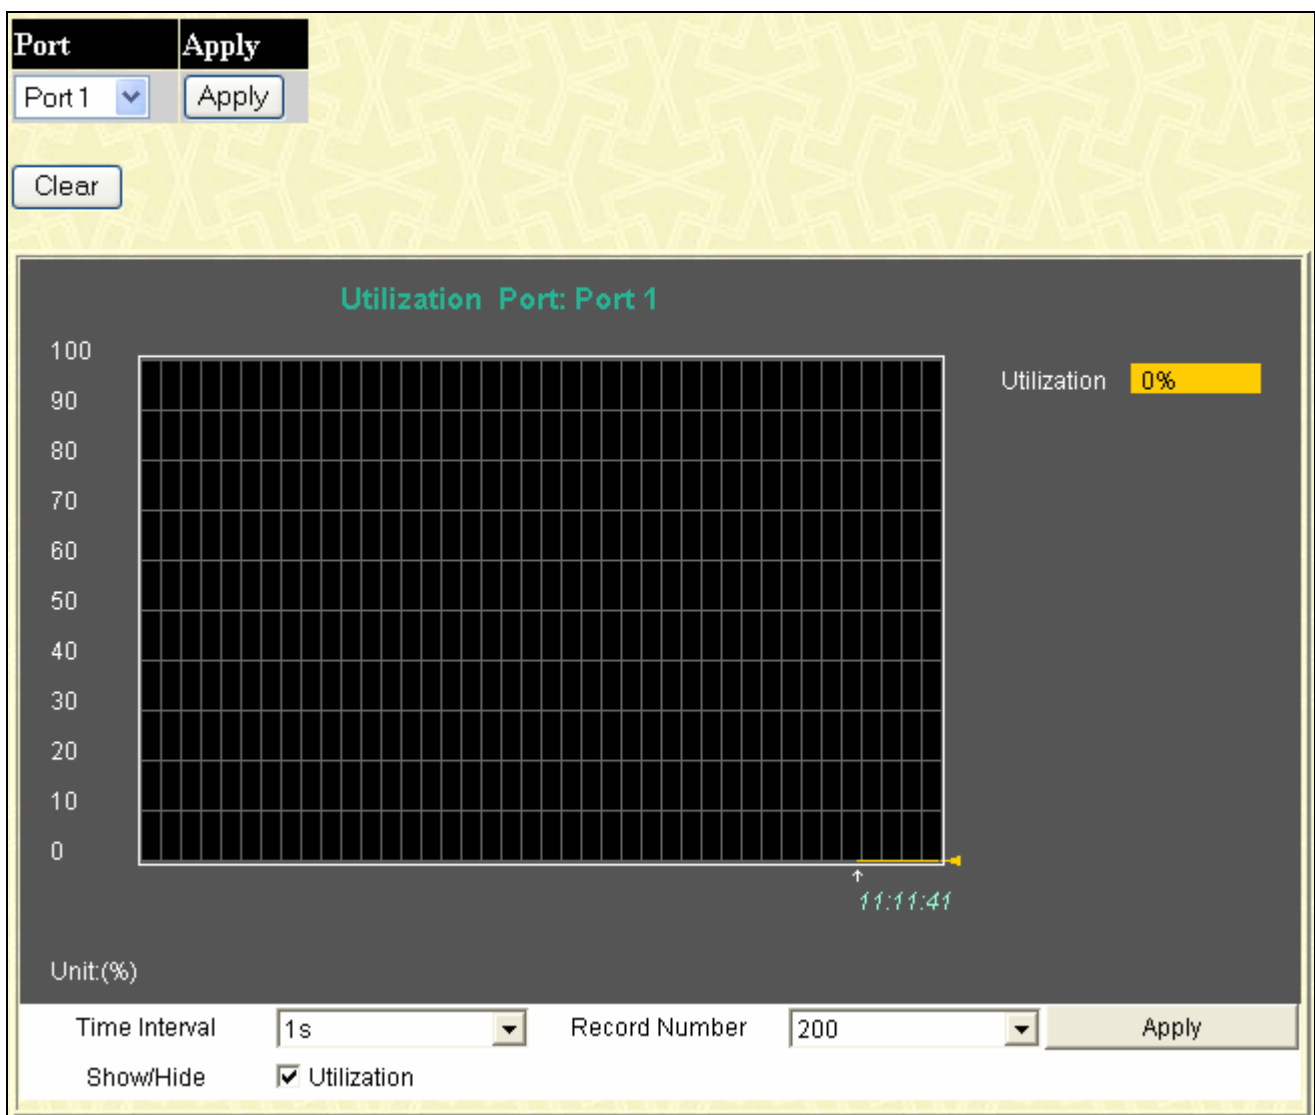 Port Apply
Port 1 Apply
Clear
Utilization Port: Port 1
100
Utilization 0%
90
80
70
60
50
40
30
20
10
0
11:11:41
Unit:(%)
Time Interval 1s Record Number 200 Apply
Show/Hide Utilization